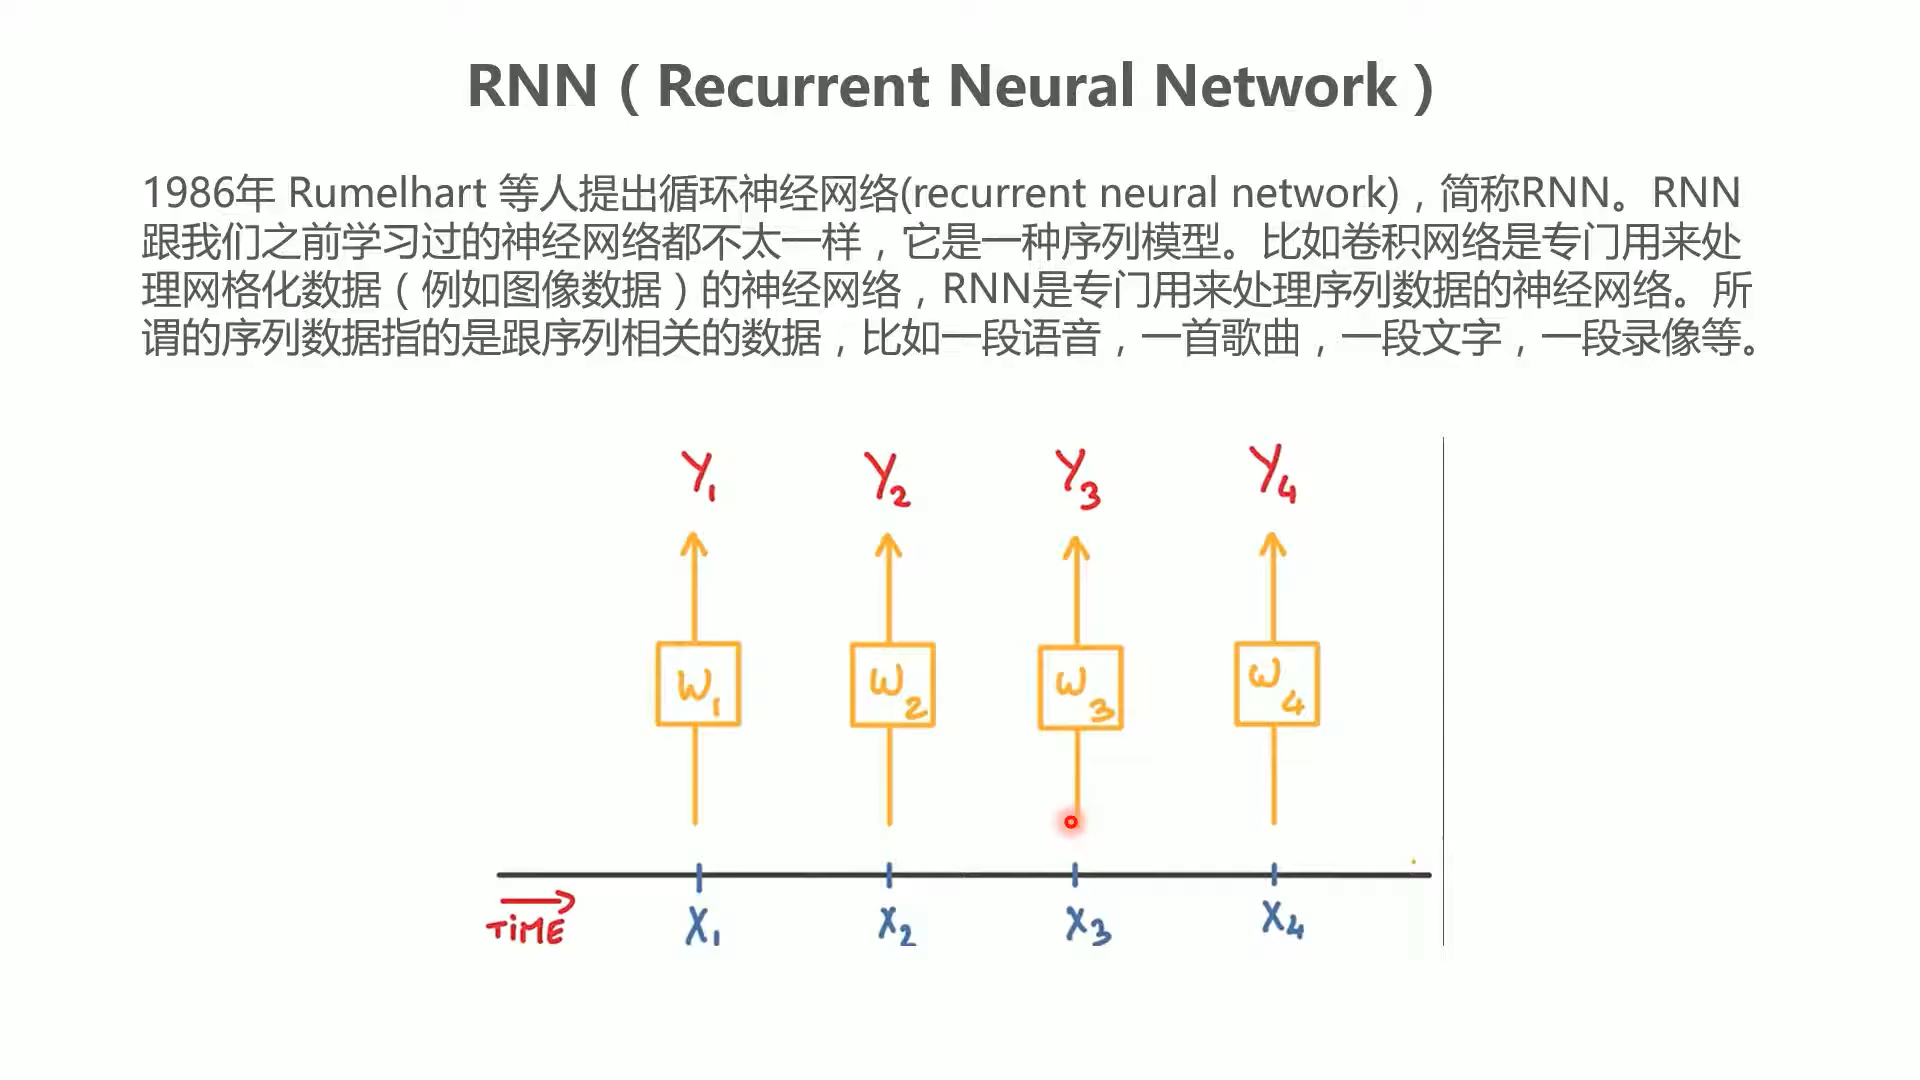 RNN（Recurrent Neural Network）
1986年 Rumelhart 等人提出循环神经网络(recurrent neural network)，简称RNN。RNN
跟我们之前学习过的神经网络都不太一样，它是一种序列模型。比如卷积网络是专门用来处
理网格化数据（例如图像数据）的神经网络，RNN是专门用来处理序列数据的神经网络。所
谓的序列数据指的是跟序列相关的数据，比如一段语音，一首歌曲，一段文字，一段录像等。
Y1 Y2 Y3 Y4
W1 W2 W3 W4
TiME X1 X2 X3 X4